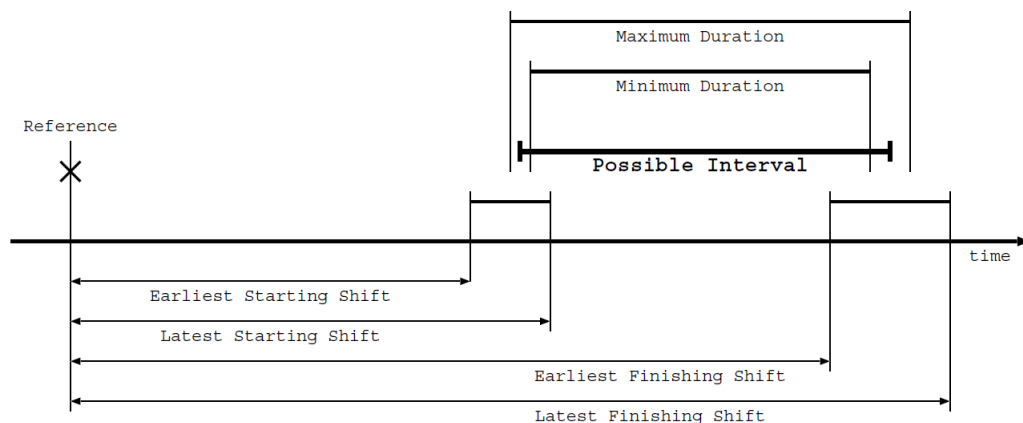 Maximum Duration
Minimum Duration
Reference
Possible Interval
time
Earliest Starting Shift
Latest Starting Shift
Earliest Finishing Shift
Latest Finishing Shift